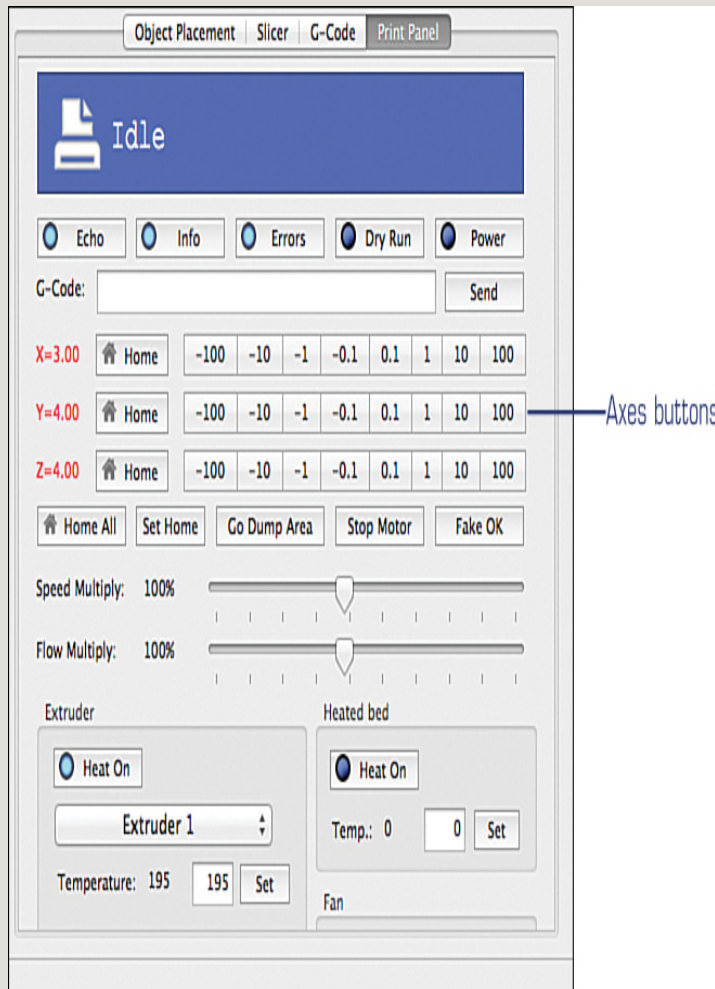 Object Placement Slicer G-Code Print Panel
Idle
Echo Info Errors Dry Run Power
G-Code: Send
X=3.00 Home -100 -10 -1 -0.1 0.1 1 10 100
Y=4.00 Home -100 -10 -1 -0.1 0.1 1 10 100 Axes buttons
Z=4.00 Home -100 -10 -1 -0.1 0.1 1 10 100
Home All Set Home Go Dump Area Stop Motor Fake OK
Speed Multiply: 100%
Flow Multiply: 100%
Extruder
Heat On
Extruder 1
Temperature: 195 195 Set
Heated bed
Heat On
Temp.: 0 0 Set
Fan